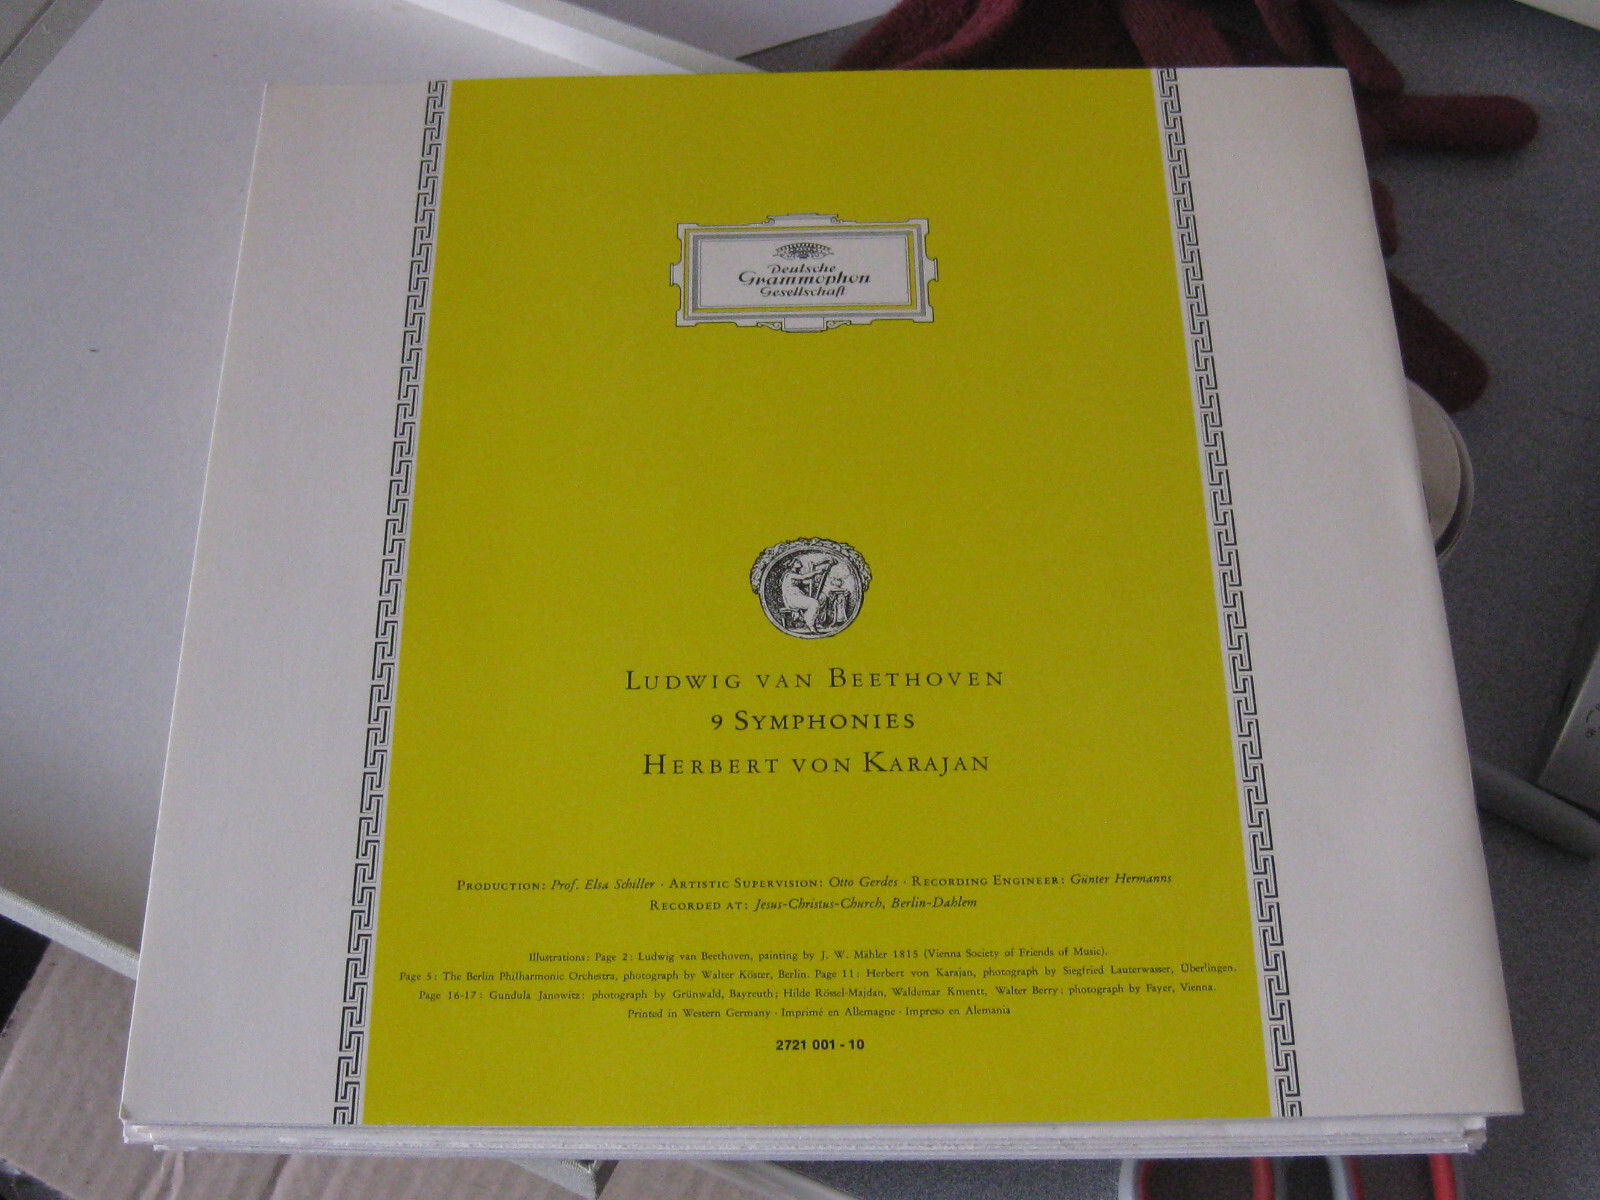 Deutsche
Grammophon
Gesellschaft
LUDWIG VAN BEETHOVEN
9 SYMPHONIES
HERBERT VON KARAJAN
PRODUCTION: Prof. Elsa Schiller · ARTISTIC SUPERVISION: Otto Gerdes · RECORDING ENGINEER: Günter Hermanns
RECORDED AT: Jesus-Christus-Church, Berlin-Dahlem
Illustrations: Page 2: Ludwig van Beethoven, painting by J. W. Mähler 1815 (Vienna Society of Friends of Music).
Page 5: The Berlin Philharmonic Orchestra, photograph by Walter Köster, Berlin. Page 11: Herbert von Karajan, photograph by Siegfried Lauterwasser, Überlingen.
Page 16-17: Gundula Janowitz: photograph by Grünwald, Bayreuth; Hilde Rössel-Majdan, Waldemar Kmentt, Walter Berry: photograph by Fayer, Vienna.
Printed in Western Germany · Imprimé en Allemagne · Impreso en Alemania
2721 001 - 10